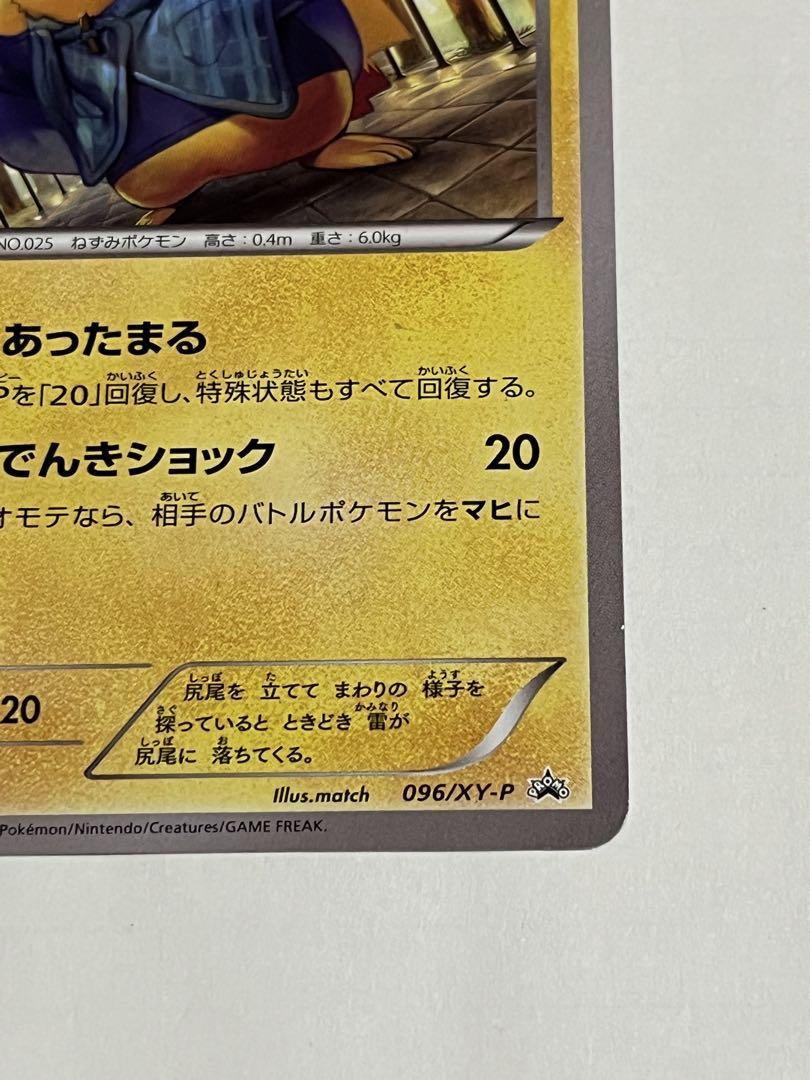 NO.025 ねずみポケモン 高さ:0.4m 重さ:6.0kg
あったまる
を「20」回復し、特殊状態もすべて回復する。
でんきショック 20
オモテなら、相手のバトルポケモンをマヒに
20
尻尾を 立てて まわりの 様子を
探っていると ときどき 雷が
尻尾に 落ちてくる。
Illus.match 096/XY-P PROMO
Pokémon/Nintendo/Creatures/GAME FREAK.